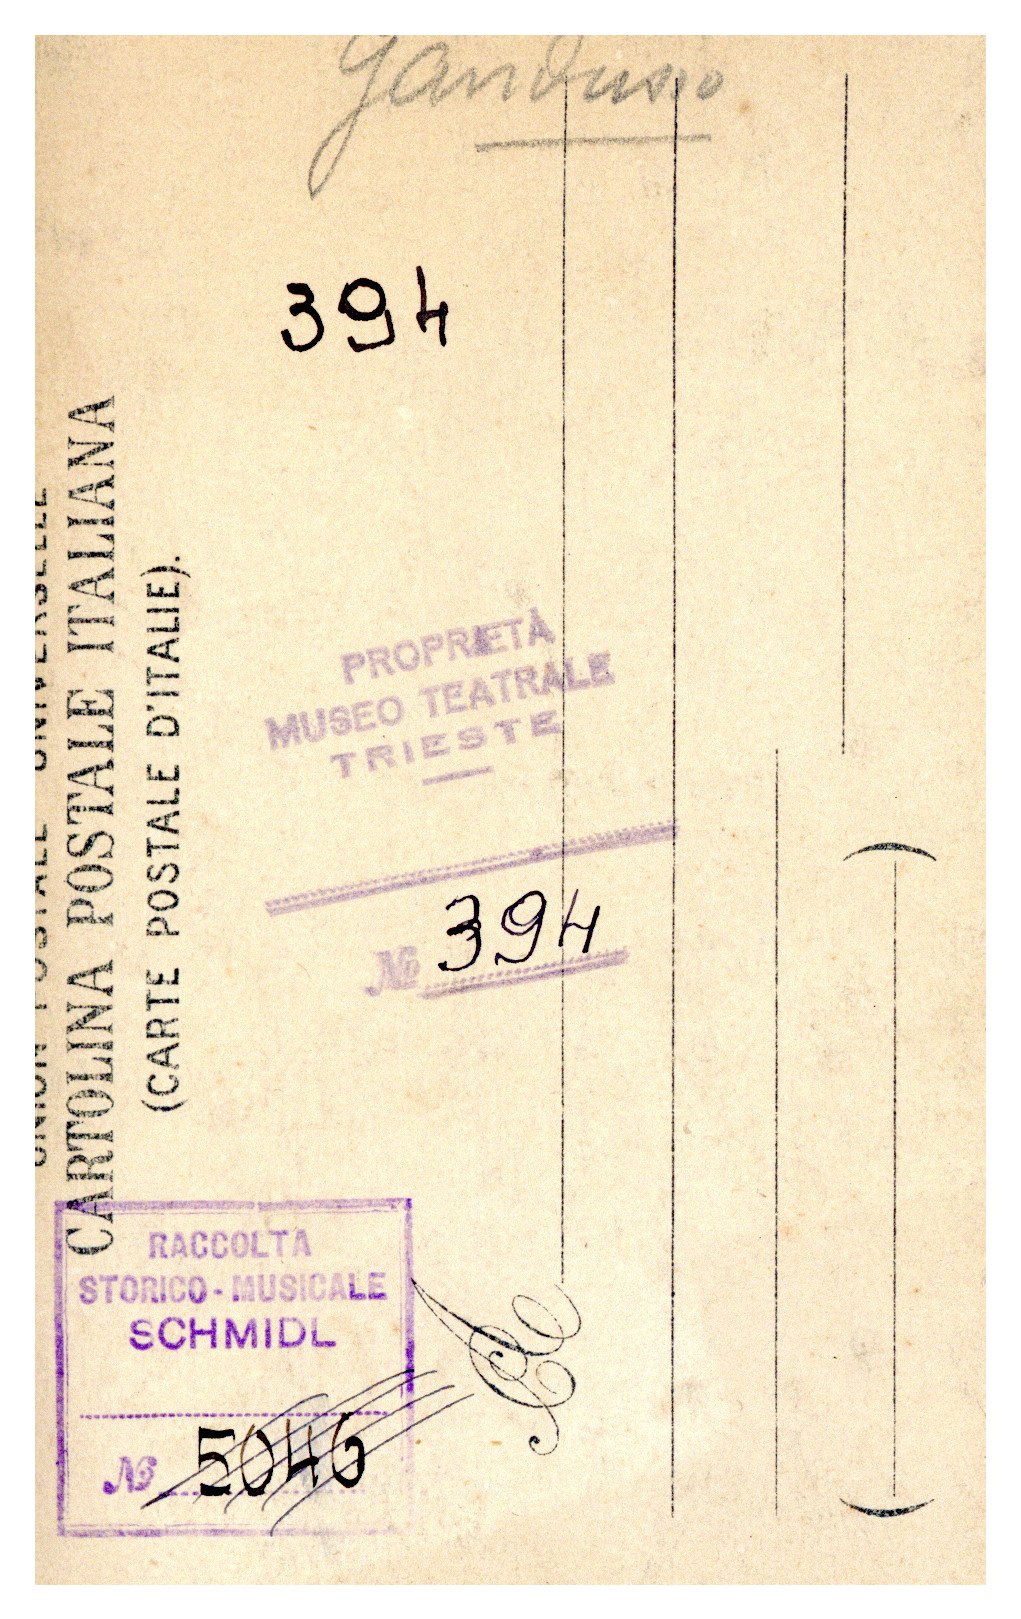 Gandusio
394
UNION POSTALE UNIVERSELLE
CARTOLINA POSTALE ITALIANA
(CARTE POSTALE D'ITALIE).
PROPRIETÀ
MUSEO TEATRALE
TRIESTE
No 394
RACCOLTA
STORICO-MUSICALE
SCHMIDL
No 5046
A